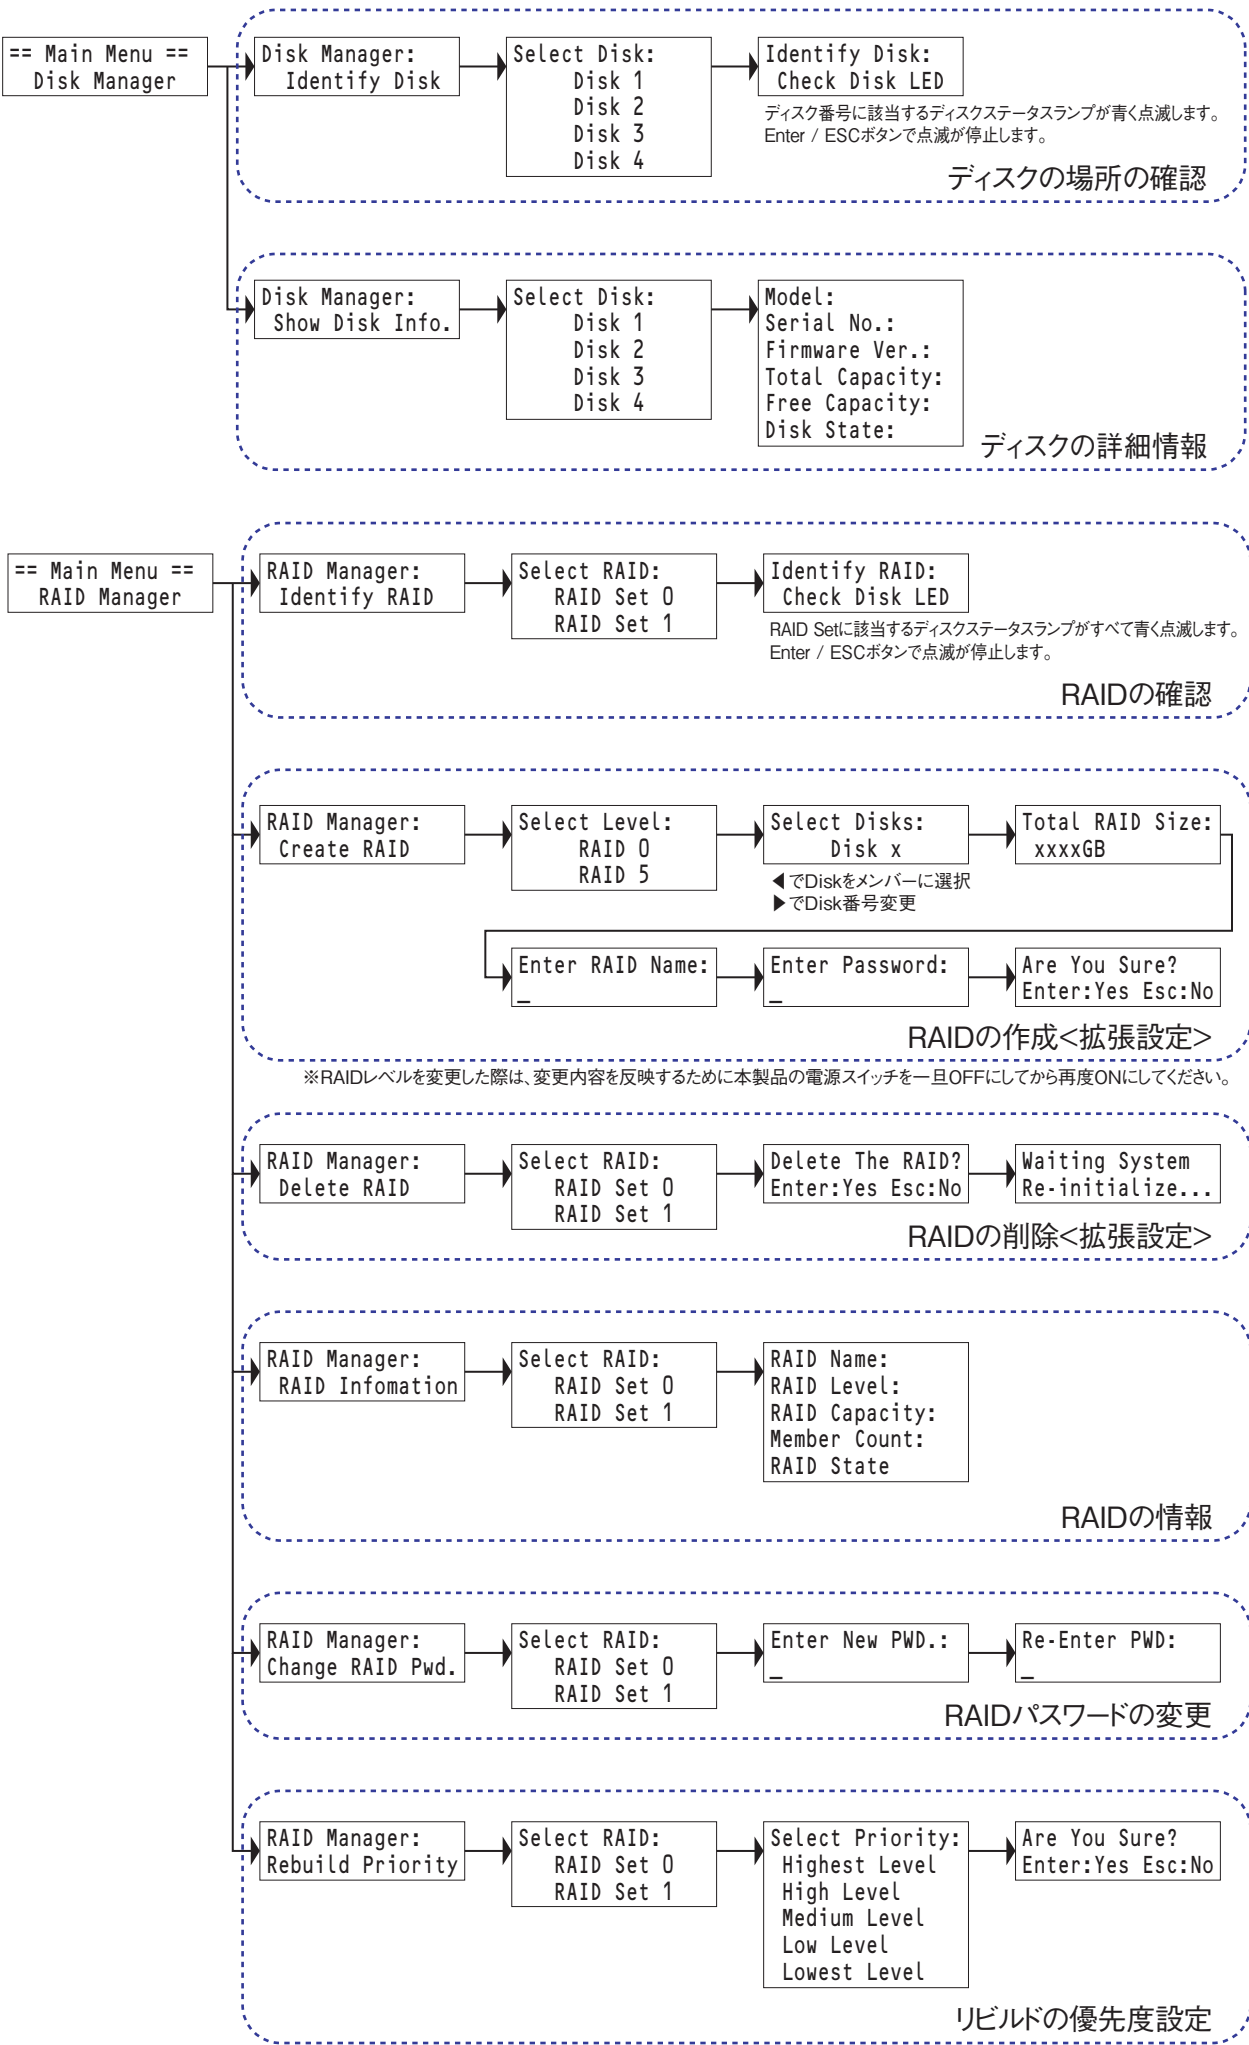 == Main Menu ==
Disk Manager
Disk Manager:
Identify Disk
Select Disk:
Disk 1
Disk 2
Disk 3
Disk 4
Identify Disk:
Check Disk LED
ディスク番号に該当するディスクステータスランプが青く点滅します。
Enter / ESCボタンで点滅が停止します。
ディスクの場所の確認
Disk Manager:
Show Disk Info.
Select Disk:
Disk 1
Disk 2
Disk 3
Disk 4
Model:
Serial No.:
Firmware Ver.:
Total Capacity:
Free Capacity:
Disk State:
ディスクの詳細情報
== Main Menu ==
RAID Manager
RAID Manager:
Identify RAID
Select RAID:
RAID Set 0
RAID Set 1
Identify RAID:
Check Disk LED
RAID Setに該当するディスクステータスランプがすべて青く点滅します。
Enter / ESCボタンで点滅が停止します。
RAIDの確認
RAID Manager:
Create RAID
Select Level:
RAID 0
RAID 5
Select Disks:
Disk x
◀でDiskをメンバーに選択
▶でDisk番号変更
Total RAID Size:
xxxxGB
Enter RAID Name:
_
Enter Password:
_
Are You Sure?
Enter:Yes Esc:No
RAIDの作成<拡張設定>
※RAIDレベルを変更した際は、変更内容を反映するために本製品の電源スイッチを一旦OFFにしてから再度ONにしてください。
RAID Manager:
Delete RAID
Select RAID:
RAID Set 0
RAID Set 1
Delete The RAID?
Enter:Yes Esc:No
Waiting System
Re-initialize...
RAIDの削除<拡張設定>
RAID Manager:
RAID Infomation
Select RAID:
RAID Set 0
RAID Set 1
RAID Name:
RAID Level:
RAID Capacity:
Member Count:
RAID State
RAIDの情報
RAID Manager:
Change RAID Pwd.
Select RAID:
RAID Set 0
RAID Set 1
Enter New PWD.:
_
Re-Enter PWD:
_
RAIDパスワードの変更
RAID Manager:
Rebuild Priority
Select RAID:
RAID Set 0
RAID Set 1
Select Priority:
Highest Level
High Level
Medium Level
Low Level
Lowest Level
Are You Sure?
Enter:Yes Esc:No
リビルドの優先度設定